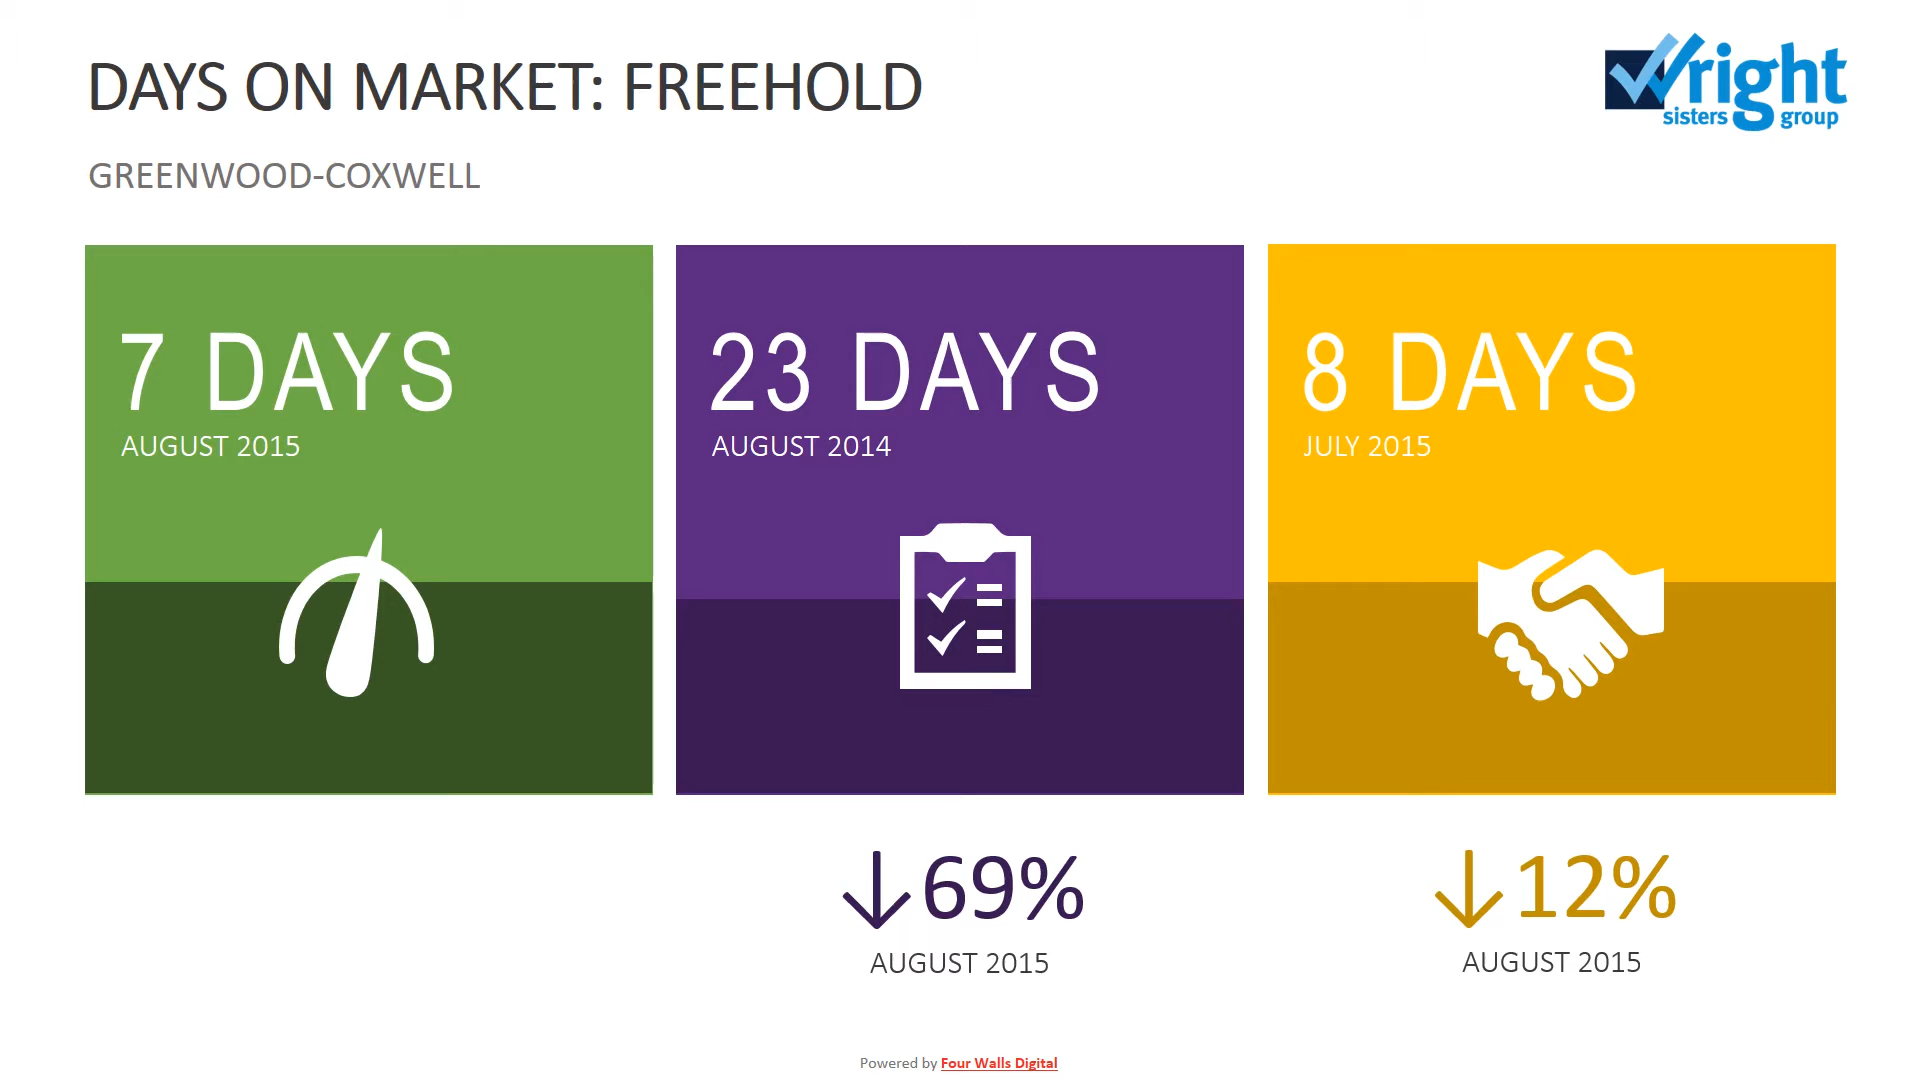 DAYS ON MARKET: FREEHOLD
Wright
sisters group
GREENWOOD-COXWELL
7 DAYS
AUGUST 2015
23 DAYS
AUGUST 2014
8 DAYS
JULY 2015
↓69%
AUGUST 2015
↓12%
AUGUST 2015
Powered by Four Walls Digital